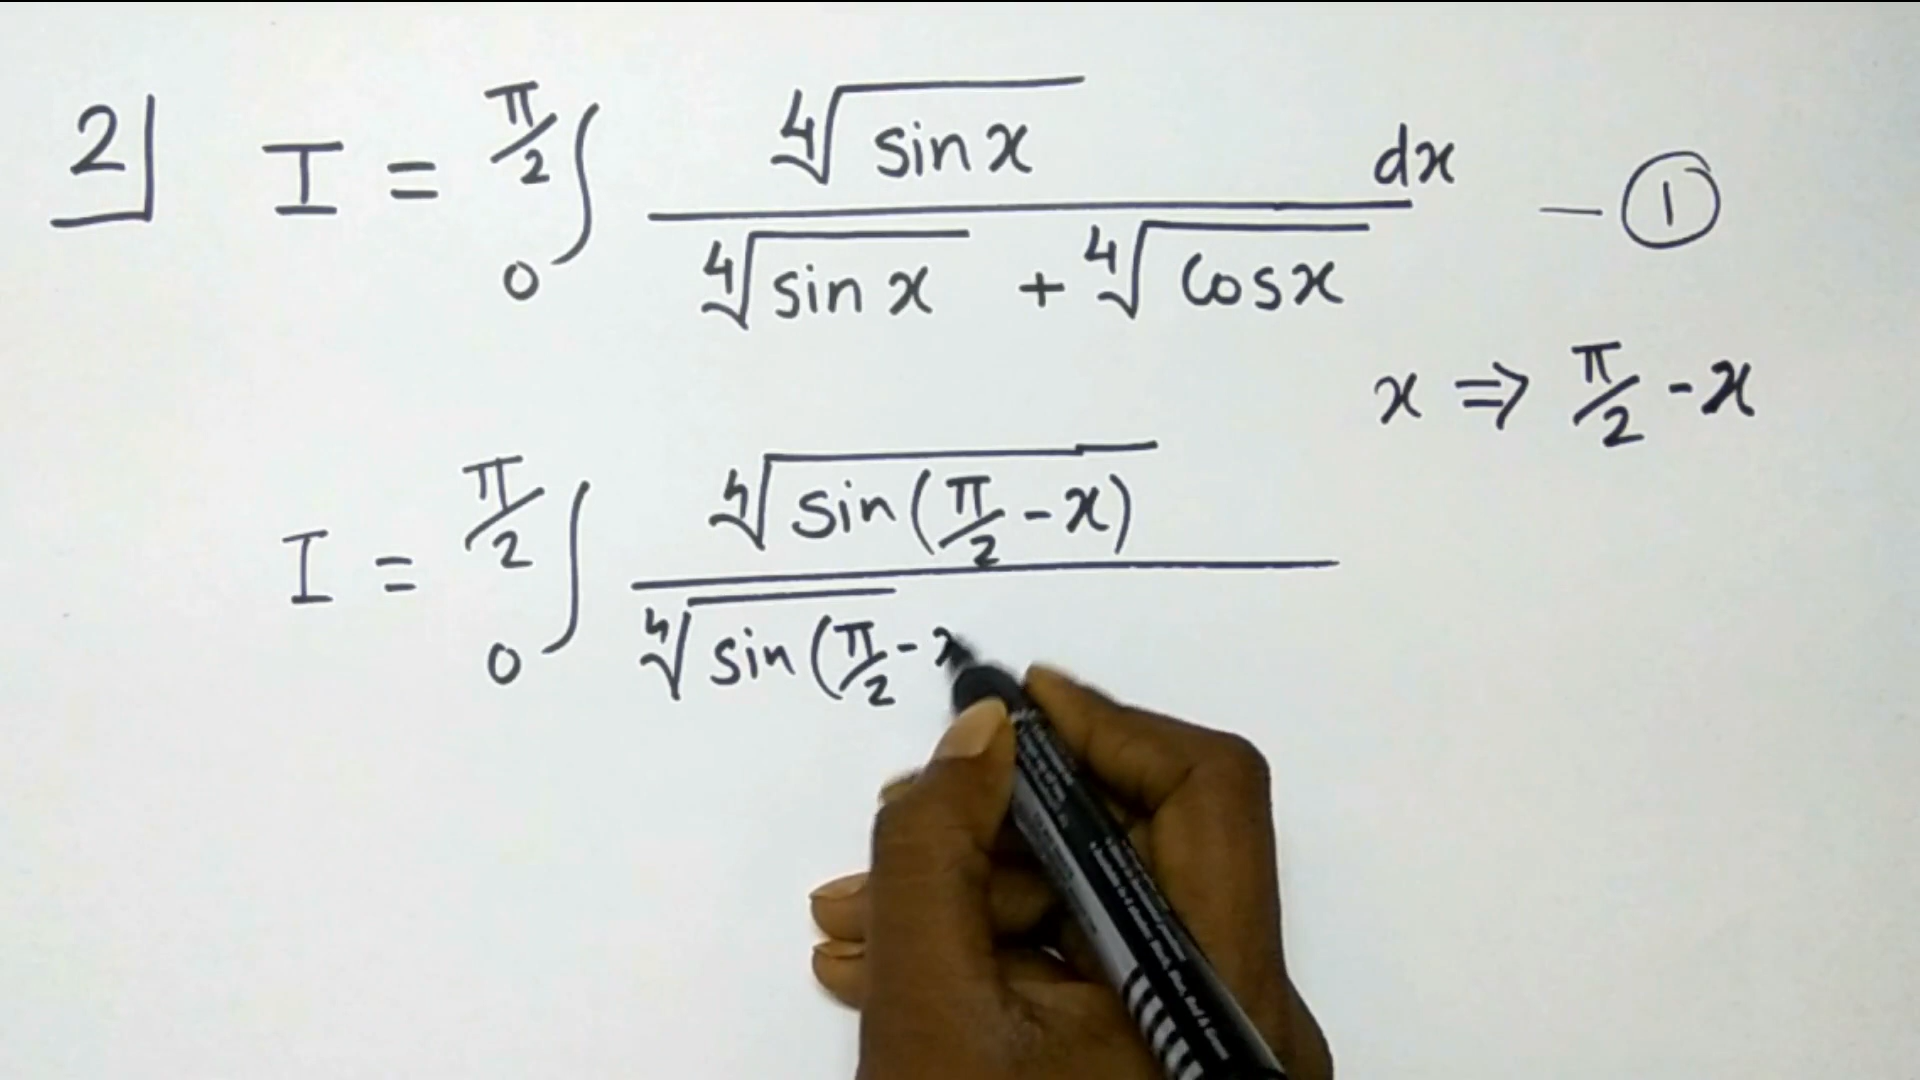 2 I = π/2 ∫ 0 ∜sin x / ∜sin x + ∜cos x dx — ①
x ⇒ π/2 - x
I = π/2 ∫ 0 ∜sin(π/2 - x) / ∜sin(π/2 - x